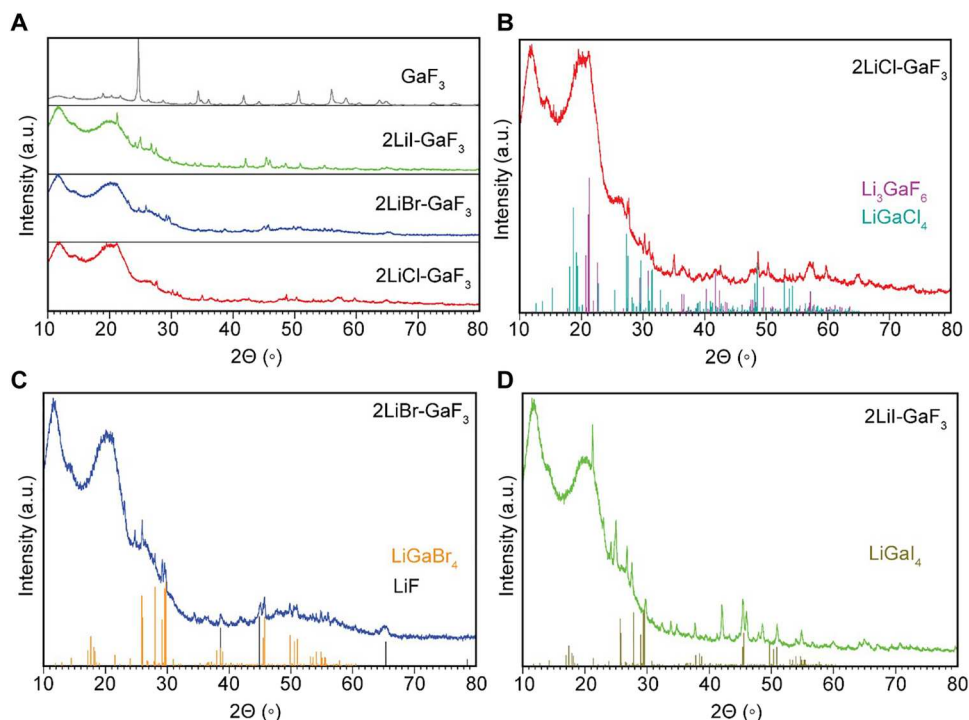 A
GaF3
2LiI-GaF3
2LiBr-GaF3
2LiCl-GaF3
Intensity (a.u.)
10 20 30 40 50 60 70 80
2Θ (°)
B
2LiCl-GaF3
Li3GaF6
LiGaCl4
Intensity (a.u.)
10 20 30 40 50 60 70 80
2Θ (°)
C
2LiBr-GaF3
LiGaBr4
LiF
Intensity (a.u.)
10 20 30 40 50 60 70 80
2Θ (°)
D
2LiI-GaF3
LiGaI4
Intensity (a.u.)
10 20 30 40 50 60 70 80
2Θ (°)